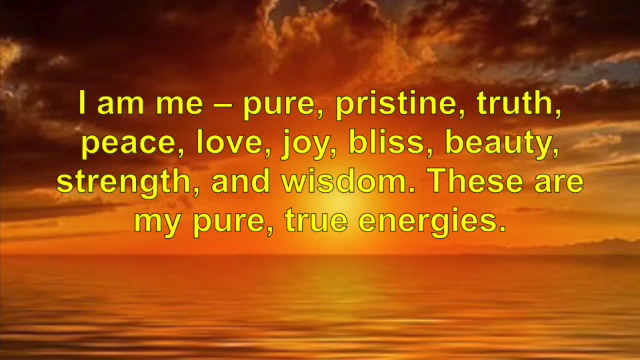 I am me – pure, pristine, truth,
peace, love, joy, bliss, beauty,
strength, and wisdom. These are
my pure, true energies.